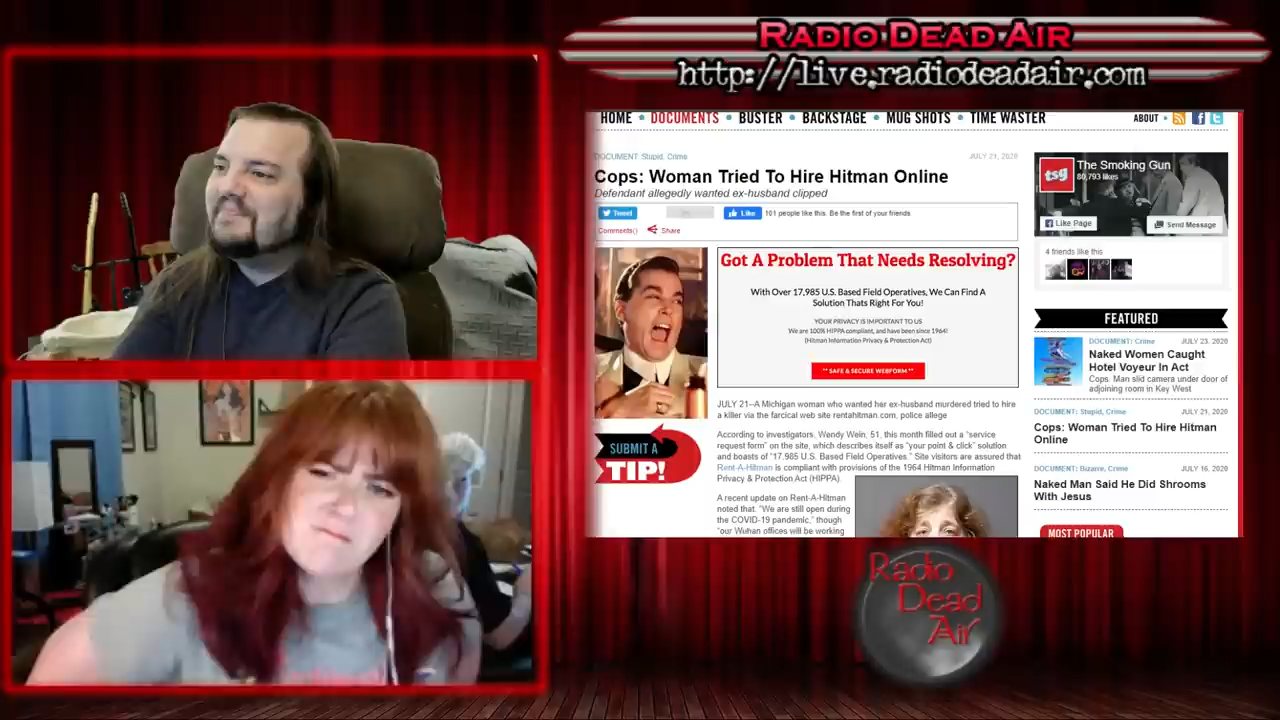 RADIO DEAD AIR
http://live.radiodeadair.com
HOME • DOCUMENTS • BUSTER • BACKSTAGE • MUG SHOTS • TIME WASTER
ABOUT •
DOCUMENT: Stupid, Crime
JULY 21, 2020
Cops: Woman Tried To Hire Hitman Online
Defendant allegedly wanted ex-husband clipped
Tweet
Like
101 people like this. Be the first of your friends
Comments()
Share
SUBMIT A
TIP!
Got A Problem That Needs Resolving?
With Over 17,985 U.S. Based Field Operatives, We Can Find A
Solution Thats Right For You!
YOUR PRIVACY IS IMPORTANT TO US
We are 100% HIPPA compliant, and have been since 1964!
(Hitman Information Privacy & Protection Act)
** SAFE & SECURE WEBFORM **
JULY 21--A Michigan woman who wanted her ex-husband murdered tried to hire
a killer via the farcical web site rentahitman.com, police allege
According to investigators, Wendy Wein, 51, this month filled out a "service
request form" on the site, which describes itself as "your point & click" solution
and boasts of "17,985 U.S. Based Field Operatives." Site visitors are assured that
Rent-A-Hitman is compliant with provisions of the 1964 Hitman Information
Privacy & Protection Act (HIPPA).
A recent update on Rent-A-Hitman
noted that "We are still open during
the COVID-19 pandemic," though
"our Wuhan offices will be working
tsg
The Smoking Gun
80,793 likes
Like Page
Send Message
4 friends like this
FEATURED
DOCUMENT: Crime
JULY 23, 2020
Naked Women Caught
Hotel Voyeur In Act
Cops: Man slid camera under door of
adjoining room in Key West
DOCUMENT: Stupid, Crime
JULY 21, 2020
Cops: Woman Tried To Hire Hitman
Online
DOCUMENT: Bizarre, Crime
JULY 16, 2020
Naked Man Said He Did Shrooms
With Jesus
MOST POPULAR
Radio
Dead
Air